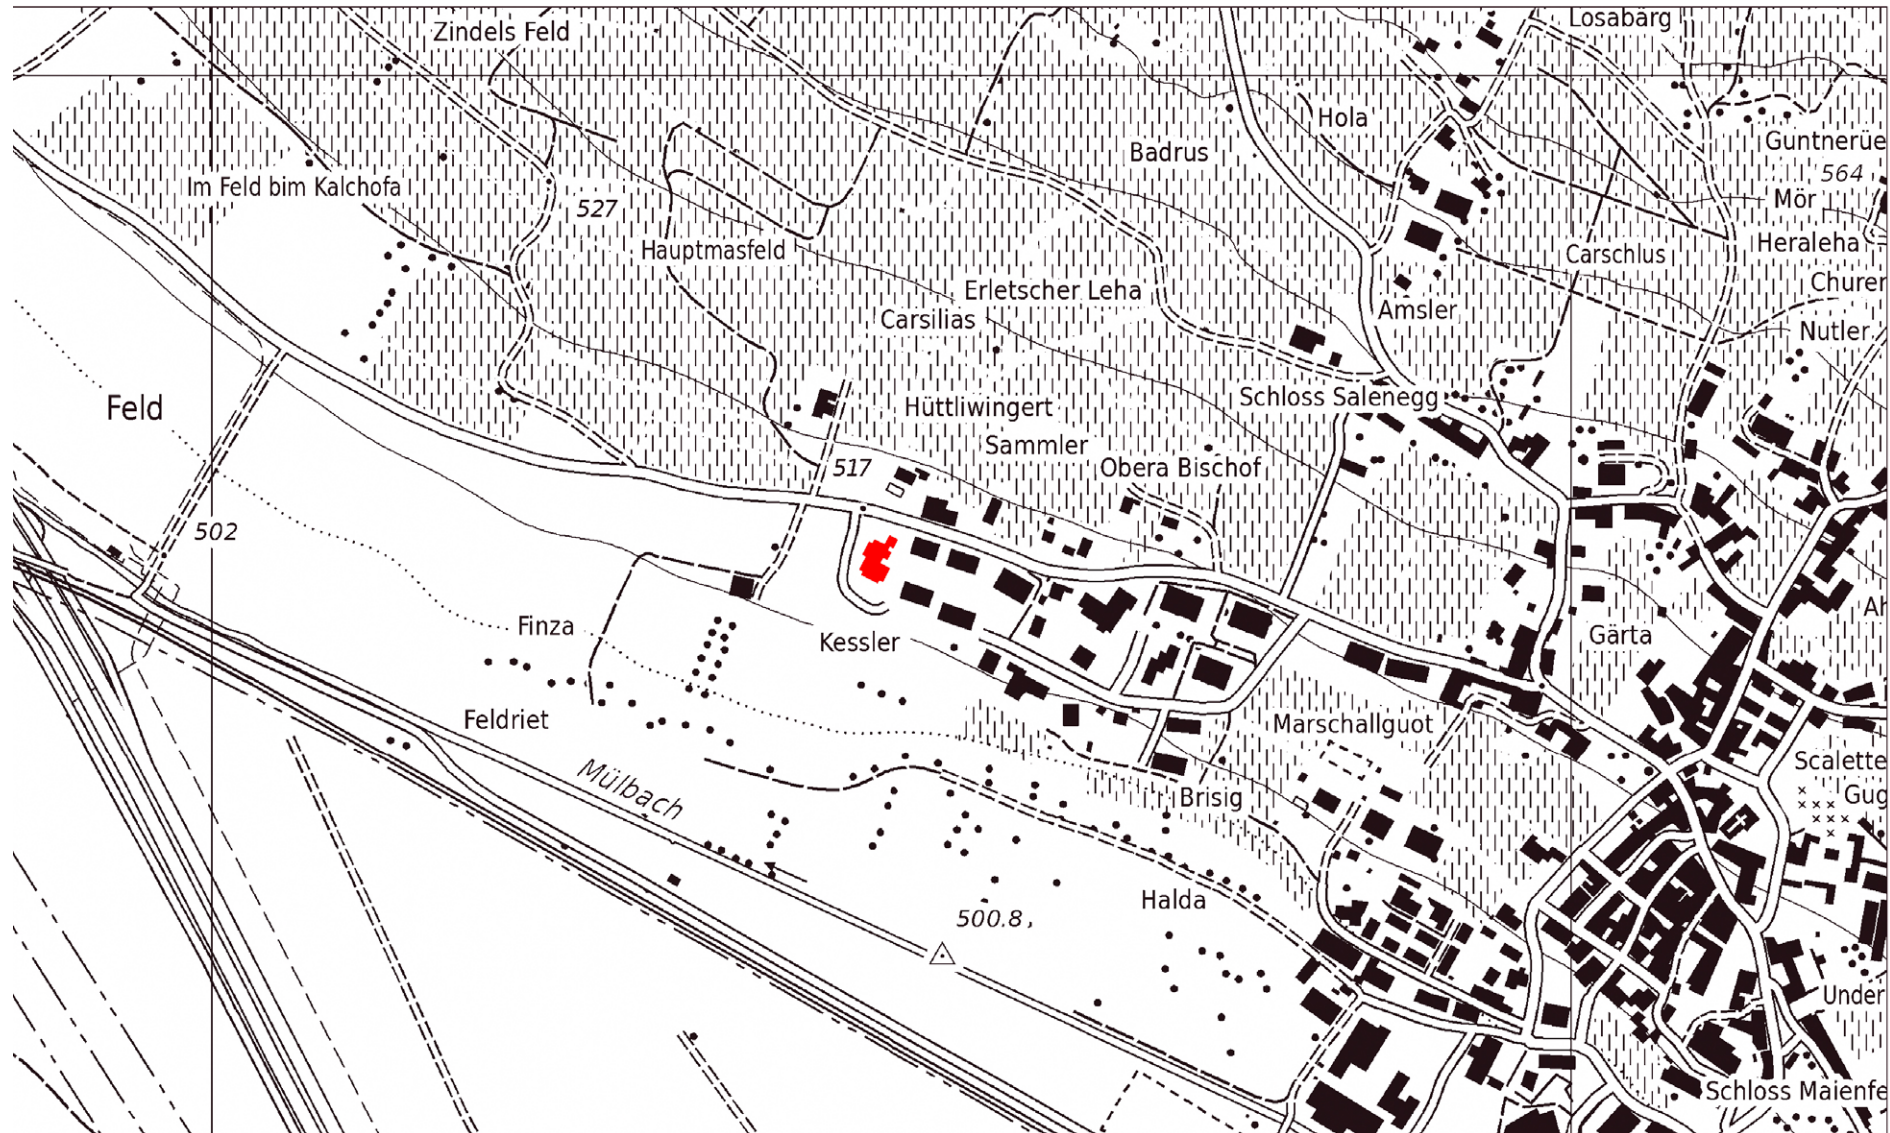 Zindels Feld
Losabärg
Hola
Badrus
Guntnerüe
564
Im Feld bim Kalchofa
527
Mör
Hauptmasfeld
Carschlus
Heraleha
Erletscher Leha
Churer
Carsilias
Amsler
Nutler
Feld
Hüttliwingert
Schloss Salenegg
Sammler
517
Obera Bischof
502
Finza
Kessler
Gärta
Ah
Feldriet
Marschallguot
Mülbach
Scalette
Brisig
Gug
Halda
500.8
Under
Schloss Maienfe